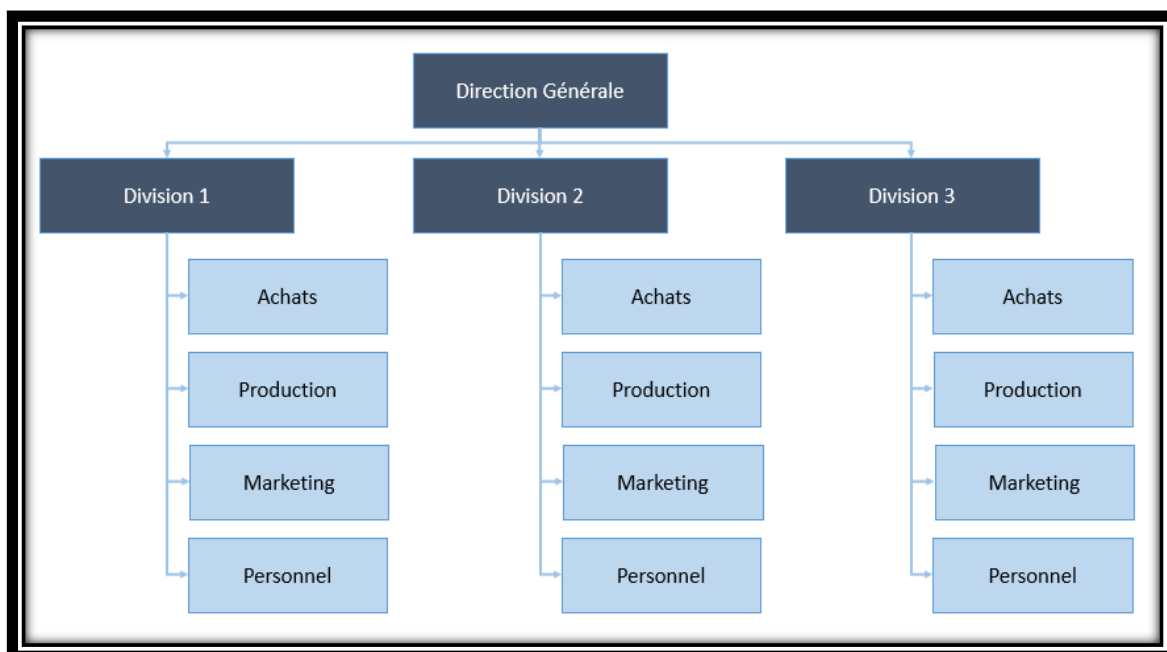 Direction Générale
Division 1
Division 2
Division 3
Achats
Achats
Achats
Production
Production
Production
Marketing
Marketing
Marketing
Personnel
Personnel
Personnel